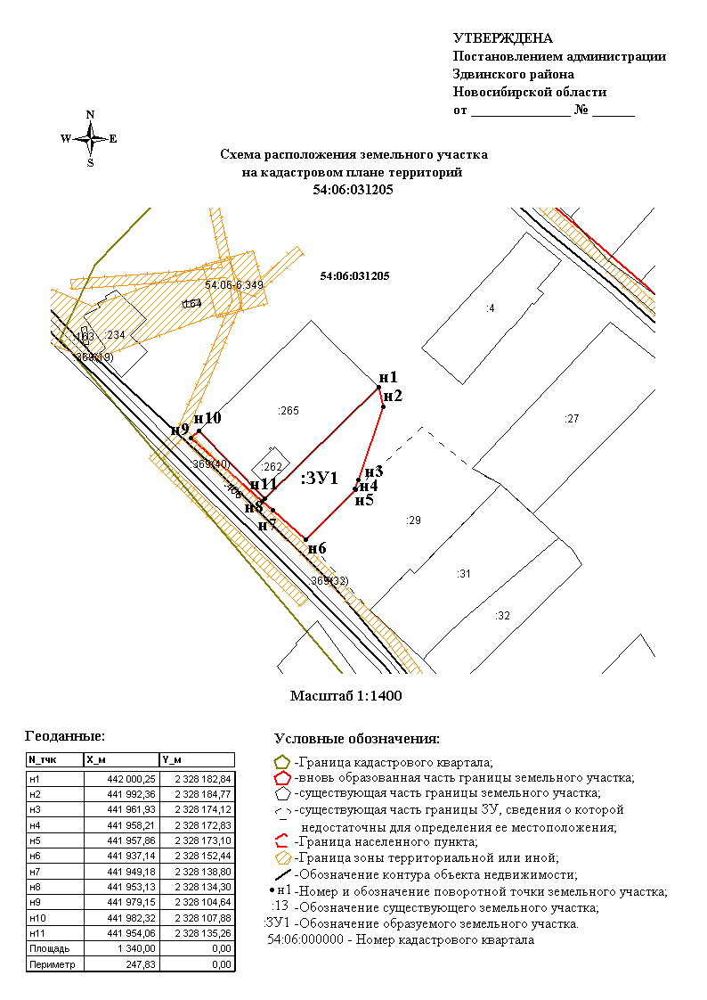 УТВЕРЖДЕНА
Постановлением администрации
Здвинского района
Новосибирской области
от ______________ № ______
N
W E
S
Схема расположения земельного участка
на кадастровом плане территорий
54:06:031205
54:06:031205
54:06-6.349
:164
:4
:163
:234
:369(19)
н1
н2
:265
:27
н10
н9
:369(40)
:262
:ЗУ1
н3
н4
:406
н11
н5
н8
н7
:29
н6
:31
:369(32)
:32
Масштаб 1:1400
Геоданные:
N_тчк X_м Y_м
н1 442 000,25 2 328 182,84
н2 441 992,36 2 328 184,77
н3 441 961,93 2 328 174,12
н4 441 958,21 2 328 172,83
н5 441 957,86 2 328 173,10
н6 441 937,14 2 328 152,44
н7 441 949,18 2 328 138,80
н8 441 953,13 2 328 134,30
н9 441 979,15 2 328 104,64
н10 441 982,32 2 328 107,88
н11 441 954,06 2 328 135,26
Площадь 1 340,00 0,00
Периметр 247,83 0,00
Условные обозначения:
-Граница кадастрового квартала;
-вновь образованная часть границы земельного участка;
-существующая часть границы земельного участка;
-существующая часть границы ЗУ, сведения о которой
недостаточны для определения ее местоположения;
-Граница населенного пункта;
-Граница зоны территориальной или иной;
-Обозначение контура объекта недвижимости;
н1 -Номер и обозначение поворотной точки земельного участка;
:13 -Обозначение существующего земельного участка;
:ЗУ1 -Обозначение образуемого земельного участка.
54:06:000000 - Номер кадастрового квартала